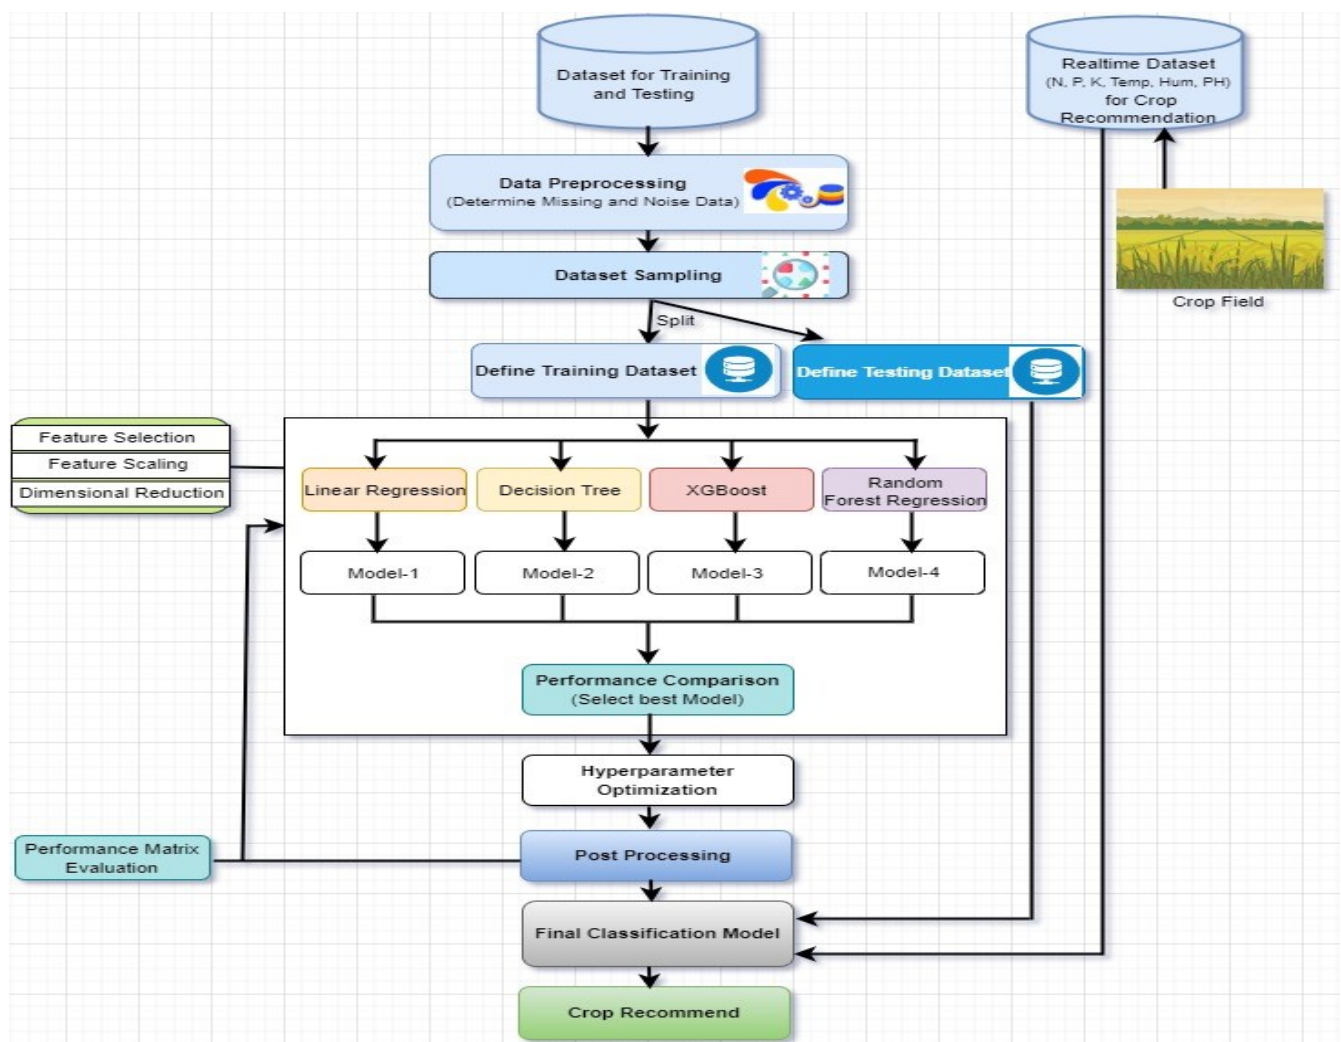 Dataset for Training
and Testing
Realtime Dataset
(N, P, K, Temp, Hum, PH)
for Crop
Recommendation
Data Preprocessing
(Determine Missing and Noise Data)
Dataset Sampling
Crop Field
Split
Define Training Dataset
Define Testing Dataset
Feature Selection
Feature Scaling
Dimensional Reduction
Linear Regression
Decision Tree
XGBoost
Random
Forest Regression
Model-1
Model-2
Model-3
Model-4
Performance Comparison
(Select best Model)
Hyperparameter
Optimization
Performance Matrix
Evaluation
Post Processing
Final Classification Model
Crop Recommend